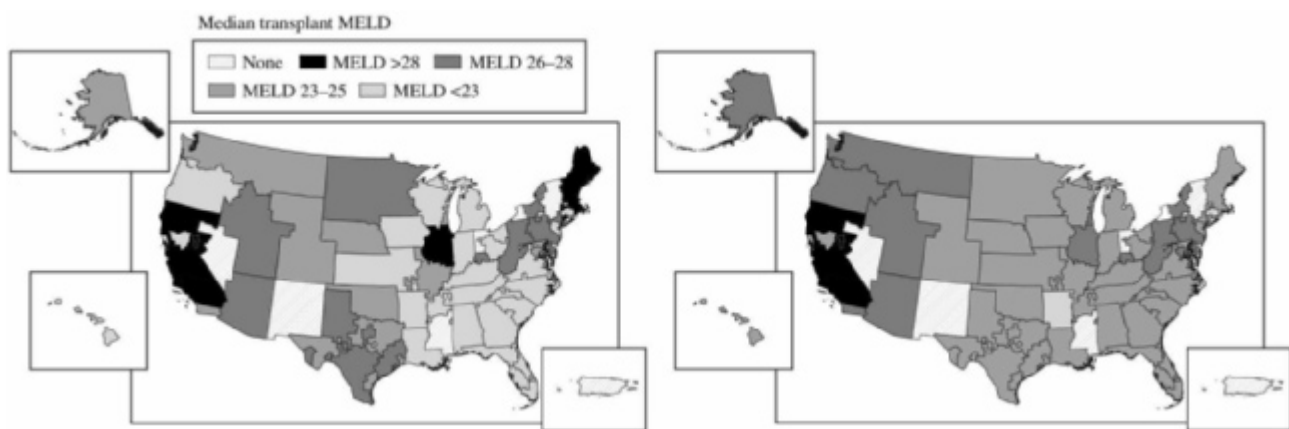 Median transplant MELD
None MELD >28 MELD 26–28
MELD 23–25 MELD <23